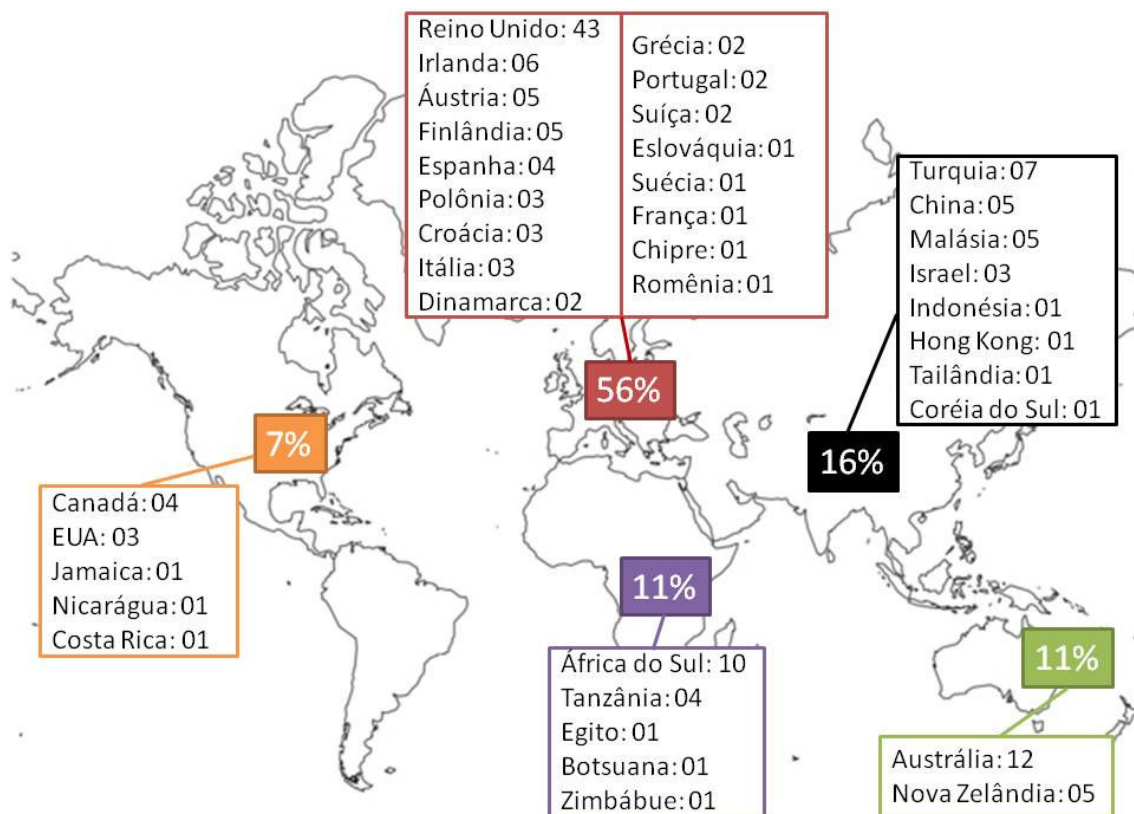 Reino Unido: 43
Irlanda: 06
Áustria: 05
Finlândia: 05
Espanha: 04
Polônia: 03
Croácia: 03
Itália: 03
Dinamarca: 02
Grécia: 02
Portugal: 02
Suíça: 02
Eslováquia: 01
Suécia: 01
França: 01
Chipre: 01
Romênia: 01
Turquia: 07
China: 05
Malásia: 05
Israel: 03
Indonésia: 01
Hong Kong: 01
Tailândia: 01
Coréia do Sul: 01
56%
7%
16%
Canadá: 04
EUA: 03
Jamaica: 01
Nicarágua: 01
Costa Rica: 01
11%
África do Sul: 10
Tanzânia: 04
Egito: 01
Botsuana: 01
Zimbábue: 01
11%
Austrália: 12
Nova Zelândia: 05